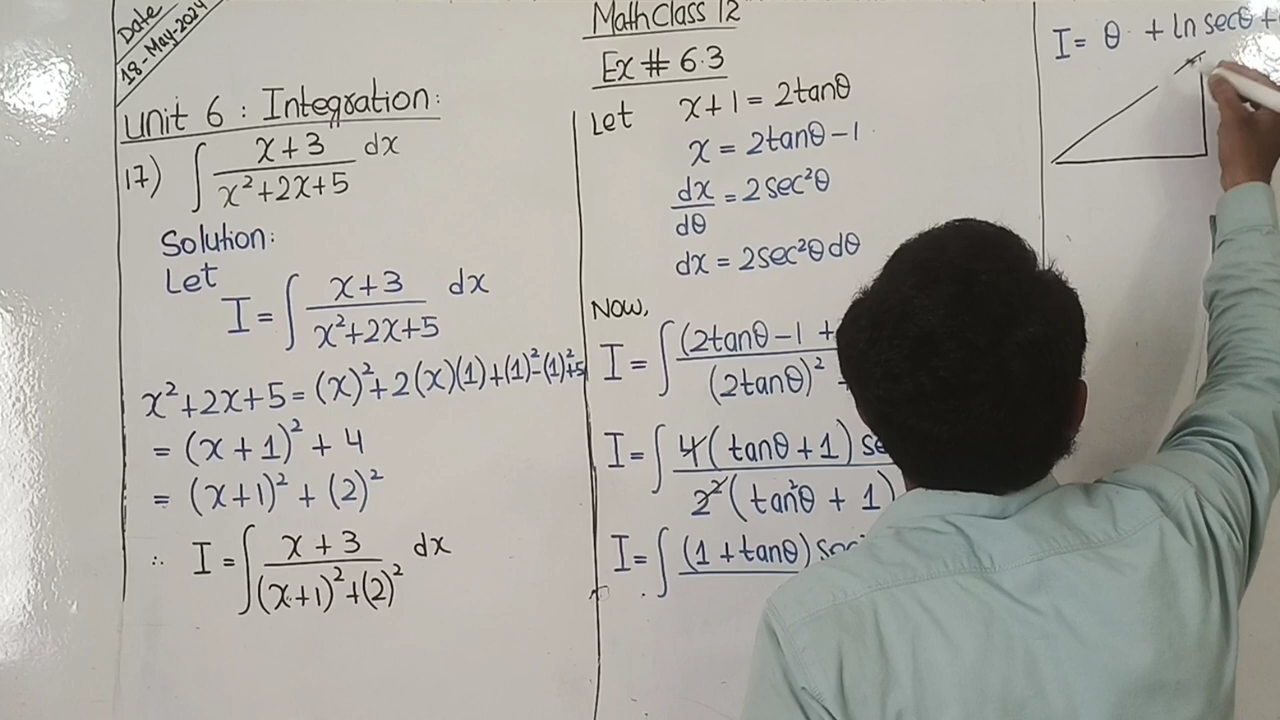 Date
18-May-2024
Unit 6 : Integration:
17) ∫ x+3 / x²+2x+5 dx
Solution:
Let
I = ∫ x+3 / x²+2x+5 dx
x²+2x+5 = (x)²+2(x)(1)+(1)²-(1)²+5
= (x+1)² + 4
= (x+1)² + (2)²
∴ I = ∫ x+3 / (x+1)²+(2)² dx
Math Class 12
Ex # 6.3
Let x+1 = 2tanθ
x = 2tanθ-1
dx/dθ = 2sec²θ
dx = 2sec²θdθ
Now,
I = ∫ (2tanθ-1 + / (2tanθ)²
I = ∫ 4(tanθ+1) se / 2²(tan²θ + 1)
I = ∫ (1+tanθ) sec
I = θ + ln secθ +